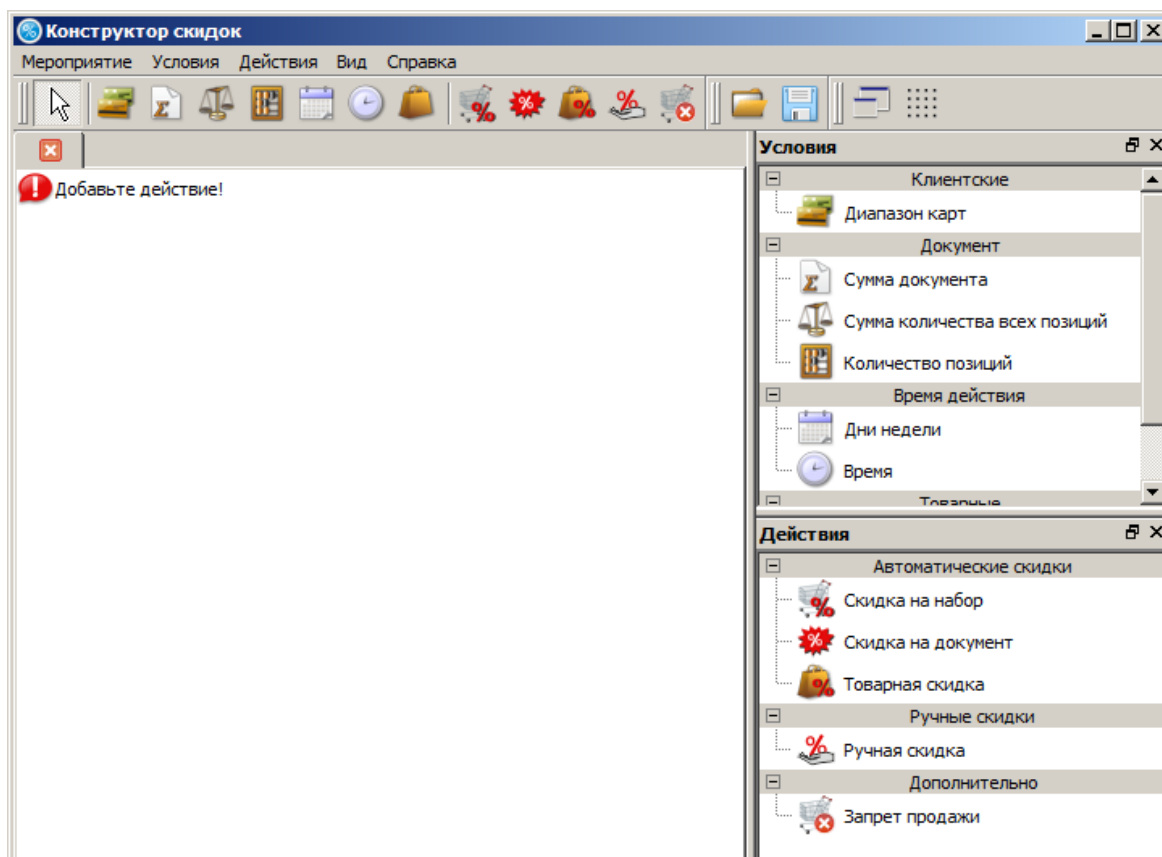 Конструктор скидок
Мероприятие Условия Действия Вид Справка
Добавьте действие!
Условия
Клиентские
Диапазон карт
Документ
Сумма документа
Сумма количества всех позиций
Количество позиций
Время действия
Дни недели
Время
Товарные
Действия
Автоматические скидки
Скидка на набор
Скидка на документ
Товарная скидка
Ручные скидки
Ручная скидка
Дополнительно
Запрет продажи